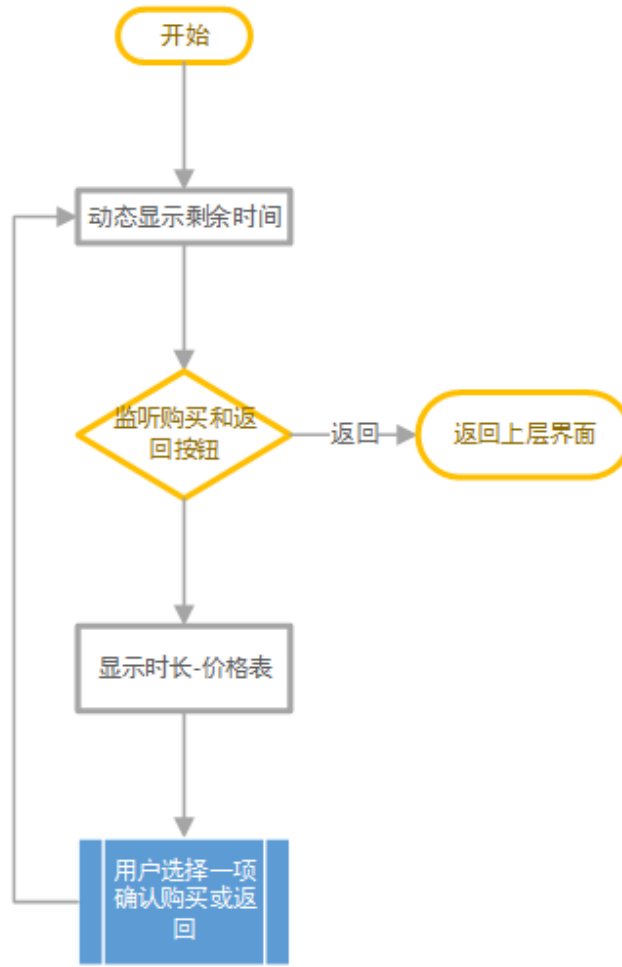 开始
动态显示剩余时间
监听购买和返
回按钮
返回
返回上层界面
显示时长-价格表
用户选择一项
确认购买或返
回